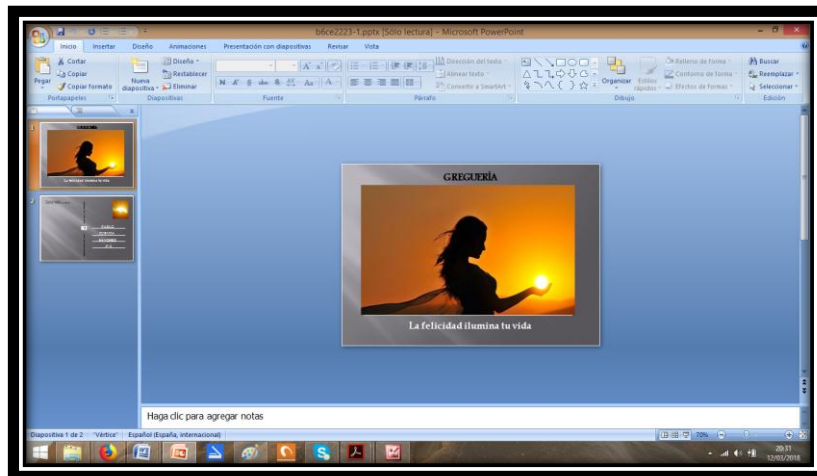 b6ce2223-1.pptx [Sólo lectura] - Microsoft PowerPoint
Inicio Insertar Diseño Animaciones Presentación con diapositivas Revisar Vista
Pegar
Cortar
Copiar
Copiar formato
Portapapeles
Nueva diapositiva
Diseño
Restablecer
Eliminar
Diapositivas
Fuente
Dirección del texto
Alinear texto
Convertir a SmartArt
Párrafo
Organizar
Estilos rápidos
Relleno de forma
Contorno de forma
Efectos de formas
Dibujo
Buscar
Reemplazar
Seleccionar
Edición
1
2
GREGUERÍA
La felicidad ilumina tu vida
Haga clic para agregar notas
Diapositiva 1 de 2 "Vértice" Español (España, internacional) 70%
20:31
12/03/2018